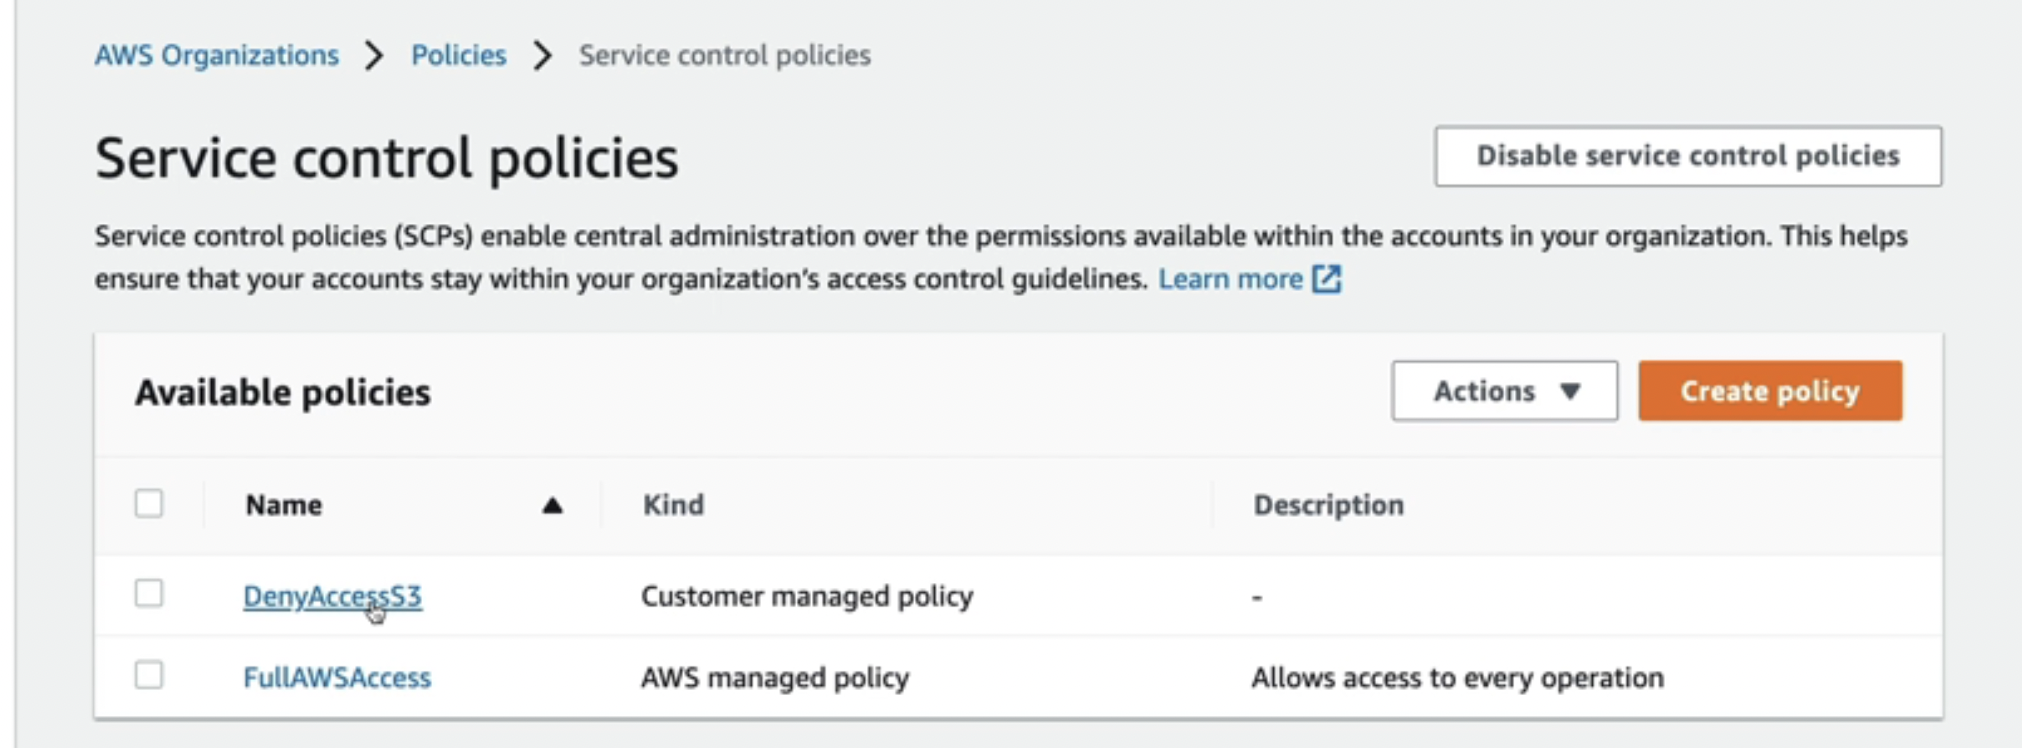 AWS Organizations > Policies > Service control policies
Service control policies
Disable service control policies
Service control policies (SCPs) enable central administration over the permissions available within the accounts in your organization. This helps
ensure that your accounts stay within your organization's access control guidelines. Learn more
Available policies
Actions
Create policy
Name Kind Description
DenyAccessS3 Customer managed policy -
FullAWSAccess AWS managed policy Allows access to every operation